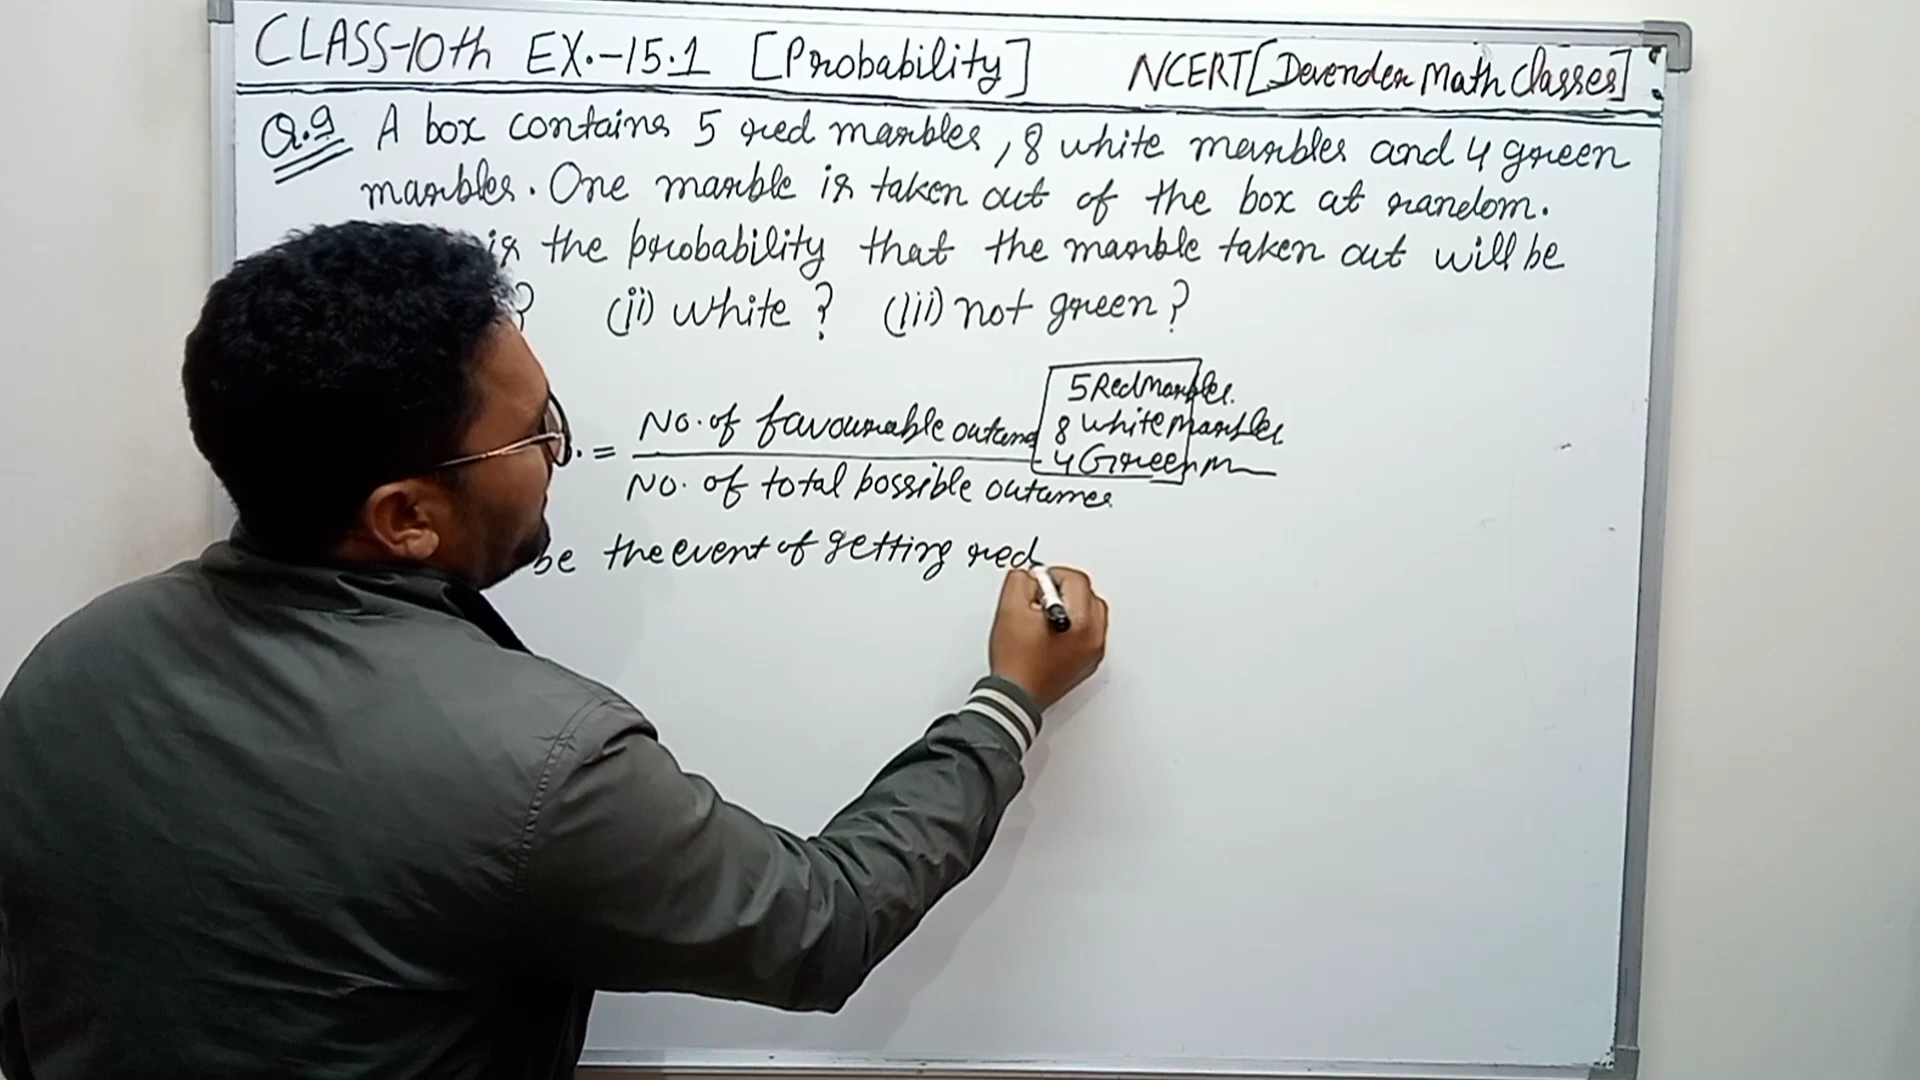 CLASS-10th EX.-15.1 [Probability] NCERT[Devender Math Classes]
Q.9 A box contains 5 red marbles, 8 white marbles and 4 green
marbles. One marble is taken out of the box at random.
is the probability that the marble taken out will be
? (ii) white? (iii) not green?
5 Red Marbles.
8 white Marbles
4 Green M
= No. of favourable outcome
No. of total possible outcomes
be the event of getting red